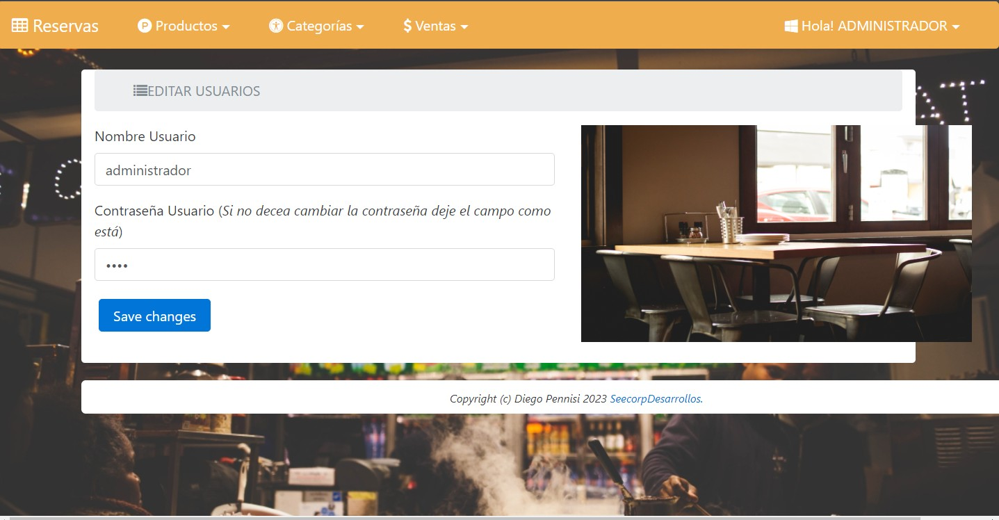 Reservas Productos Categorías Ventas Hola! ADMINISTRADOR
EDITAR USUARIOS
Nombre Usuario
administrador
Contraseña Usuario (Si no decea cambiar la contraseña deje el campo como
está)
••••
Save changes
Copyright (c) Diego Pennisi 2023 SeecorpDesarrollos.